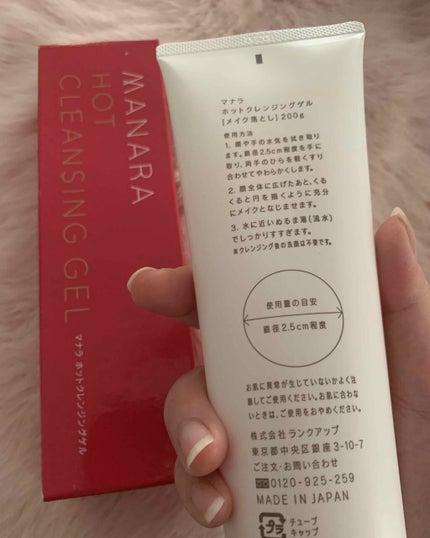 MANARA
HOT
CLEANSING GEL
マナラ ホットクレンジングゲル
マナラ
ホットクレンジングゲル
[メイク落とし] 200g
使用方法
1. 顔や手の水気を拭き取り
ます。直径2.5cm程度を手に
取り、両手のひらを軽くすり
合わせてやわらかくします。
2. 顔全体に広げたあと、くる
くると円を描くように充分
にメイクとなじませます。
3. 水に近いぬるま湯(流水)
でしっかりすすぎます。
※クレンジング後の洗顔は不要です。
使用量の目安
直径2.5cm程度
お肌に異常が生じていないかよく注
意してご使用ください。お肌に合わな
いときは、ご使用をおやめください。
株式会社 ランクアップ
東京都中央区銀座3-10-7
ご注文・お問い合わせ
0120-925-259
MADE IN JAPAN
プラ
チューブ
キャップ